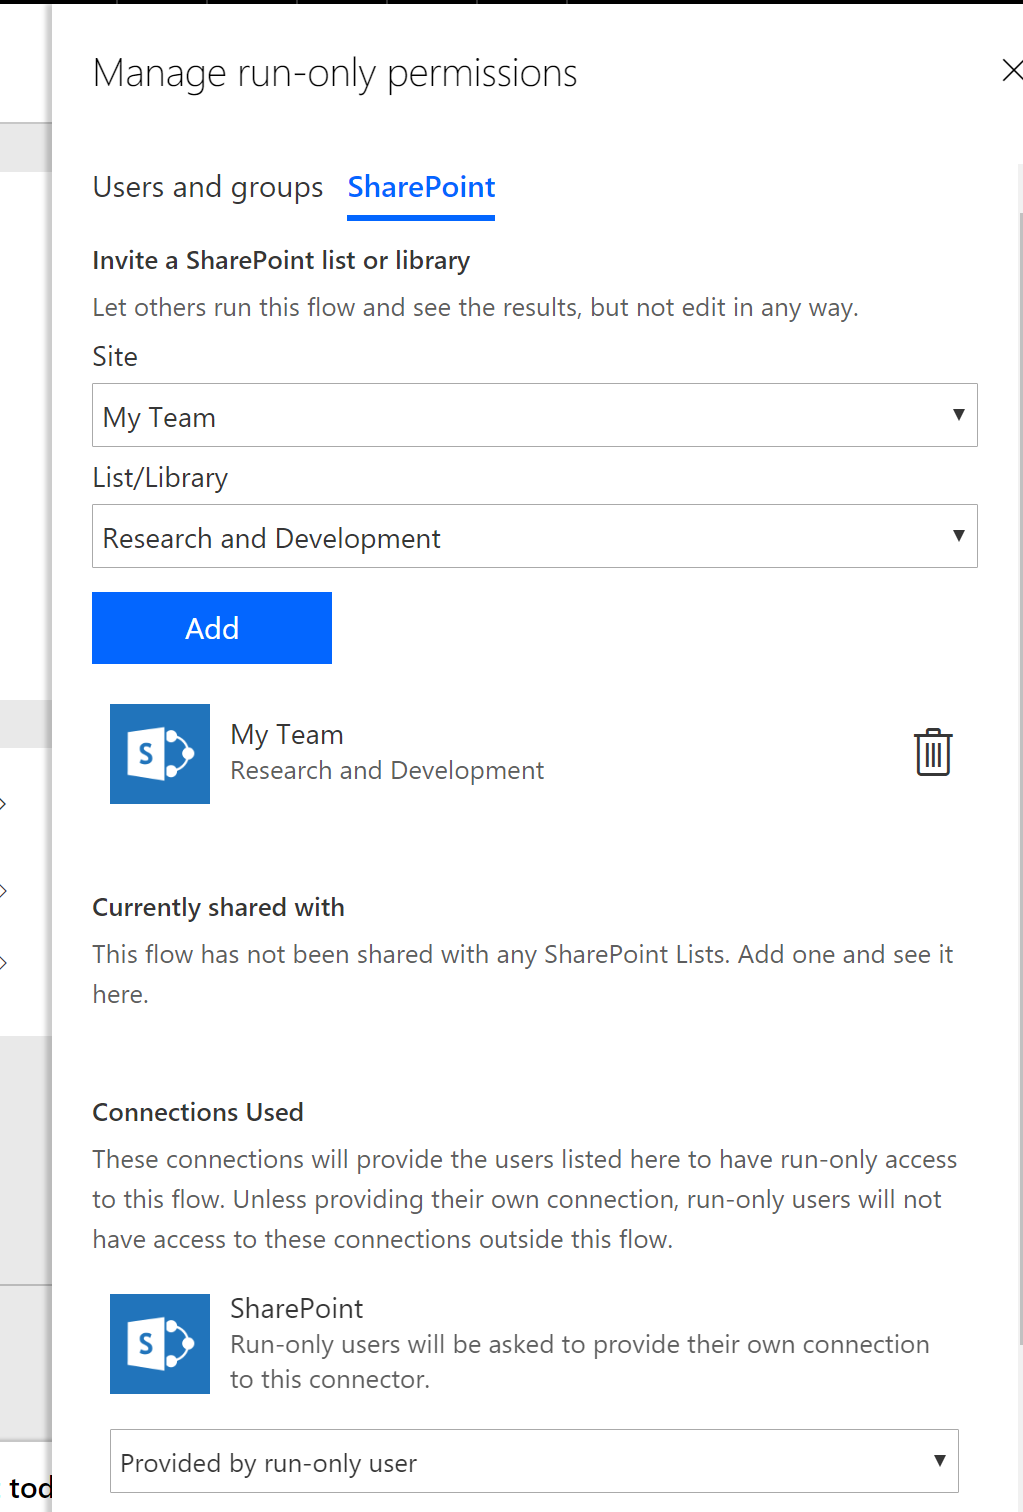 Manage run-only permissions
Users and groups SharePoint
Invite a SharePoint list or library
Let others run this flow and see the results, but not edit in any way.
Site
My Team
List/Library
Research and Development
Add
S
My Team
Research and Development
Currently shared with
This flow has not been shared with any SharePoint Lists. Add one and see it
here.
Connections Used
These connections will provide the users listed here to have run-only access
to this flow. Unless providing their own connection, run-only users will not
have access to these connections outside this flow.
S
SharePoint
Run-only users will be asked to provide their own connection
to this connector.
Provided by run-only user
tod